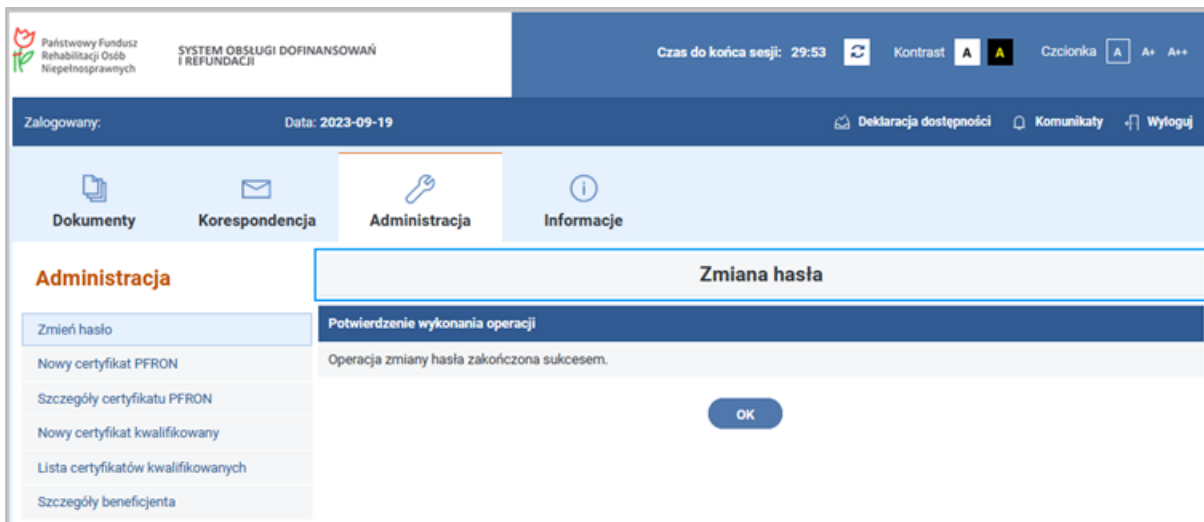 Państwowy Fundusz
Rehabilitacji Osób
Niepełnosprawnych
SYSTEM OBSŁUGI DOFINANSOWAŃ
I REFUNDACJI
Czas do końca sesji: 29:53 Kontrast A A Czcionka A A+ A++
Zalogowany: Data: 2023-09-19 Deklaracja dostępności Komunikaty Wyloguj
Dokumenty Korespondencja Administracja Informacje
Administracja
Zmień hasło
Nowy certyfikat PFRON
Szczegóły certyfikatu PFRON
Nowy certyfikat kwalifikowany
Lista certyfikatów kwalifikowanych
Szczegóły beneficjenta
Zmiana hasła
Potwierdzenie wykonania operacji
Operacja zmiany hasła zakończona sukcesem.
OK